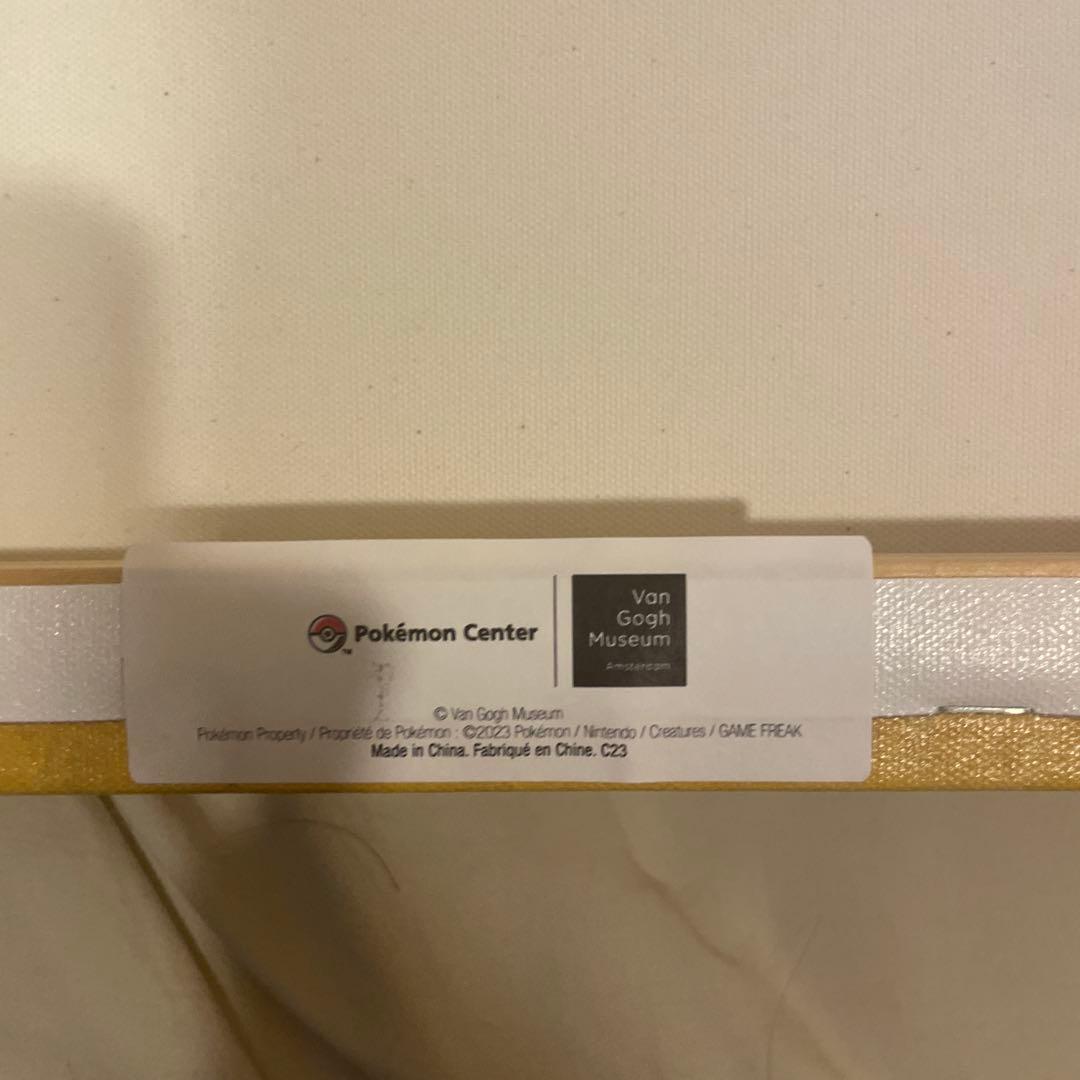 Pokémon Center
TM
Van
Gogh
Museum
Amsterdam
© Van Gogh Museum
Pokémon Property / Propriété de Pokémon : ©2023 Pokémon / Nintendo / Creatures / GAME FREAK
Made in China. Fabriqué en Chine. C23